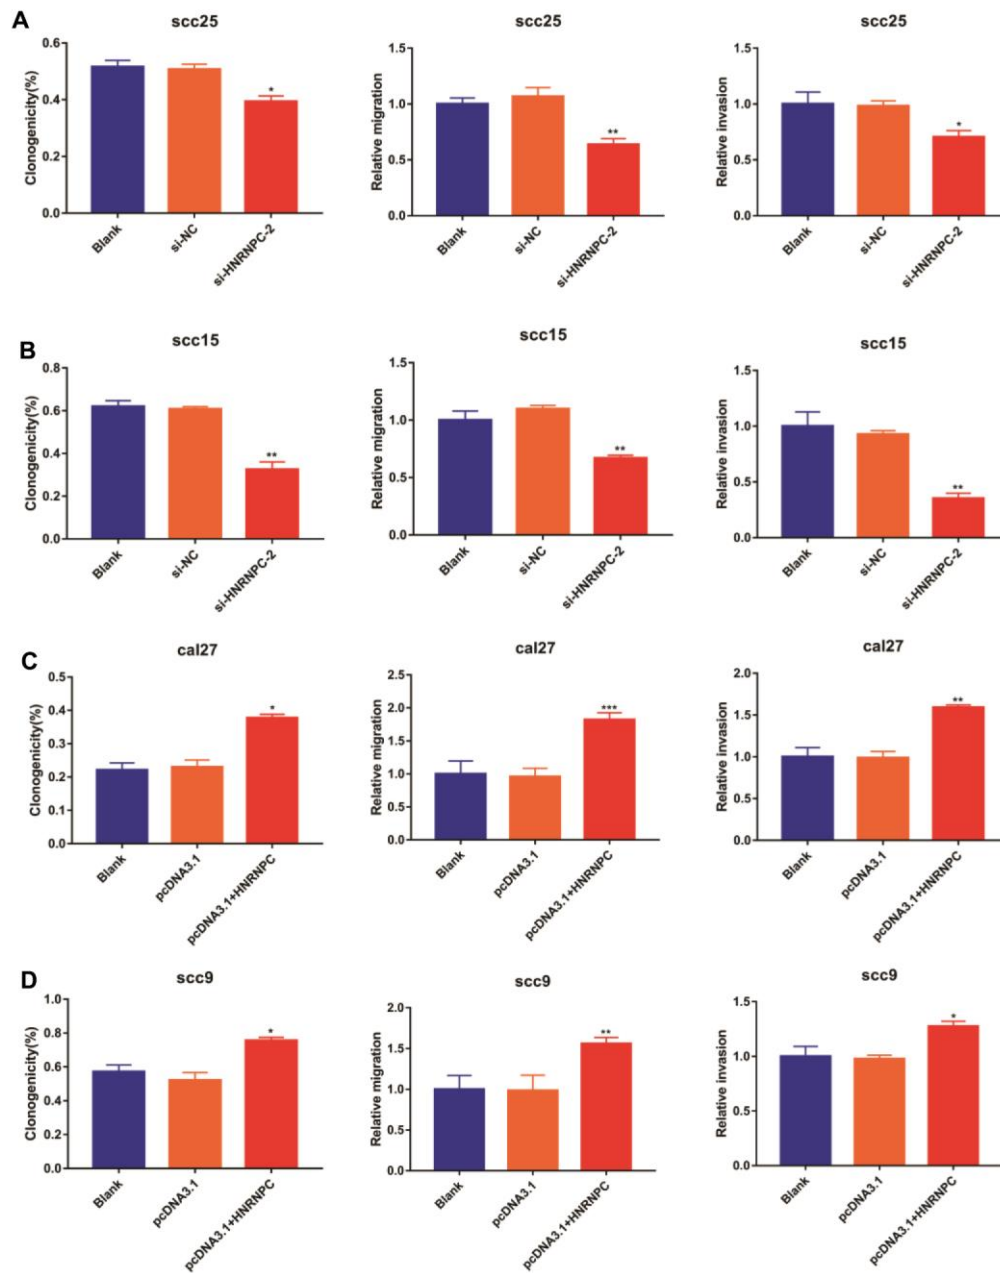 A
scc25
Clonogenicity(%)
0.6
0.4
0.2
0.0
*
Blank
si-NC
si-HNRNPC-2
scc25
Relative migration
1.5
1.0
0.5
0.0
**
Blank
si-NC
si-HNRNPC-2
scc25
Relative invasion
1.5
1.0
0.5
0.0
*
Blank
si-NC
si-HNRNPC-2
B
scc15
Clonogenicity(%)
0.8
0.6
0.4
0.2
0.0
**
Blank
si-NC
si-HNRNPC-2
scc15
Relative migration
1.5
1.0
0.5
0.0
**
Blank
si-NC
si-HNRNPC-2
scc15
Relative invasion
1.5
1.0
0.5
0.0
**
Blank
si-NC
si-HNRNPC-2
C
cal27
Clonogenicity(%)
0.5
0.4
0.3
0.2
0.1
0.0
*
Blank
pcDNA3.1
pcDNA3.1+HNRNPC
cal27
Relative migration
2.5
2.0
1.5
1.0
0.5
0.0
***
Blank
pcDNA3.1
pcDNA3.1+HNRNPC
cal27
Relative invasion
2.0
1.5
1.0
0.5
0.0
**
Blank
pcDNA3.1
pcDNA3.1+HNRNPC
D
scc9
Clonogenicity(%)
1.0
0.8
0.6
0.4
0.2
0.0
*
Blank
pcDNA3.1
pcDNA3.1+HNRNPC
scc9
Relative migration
2.0
1.5
1.0
0.5
0.0
**
Blank
pcDNA3.1
pcDNA3.1+HNRNPC
scc9
Relative invasion
1.5
1.0
0.5
0.0
*
Blank
pcDNA3.1
pcDNA3.1+HNRNPC